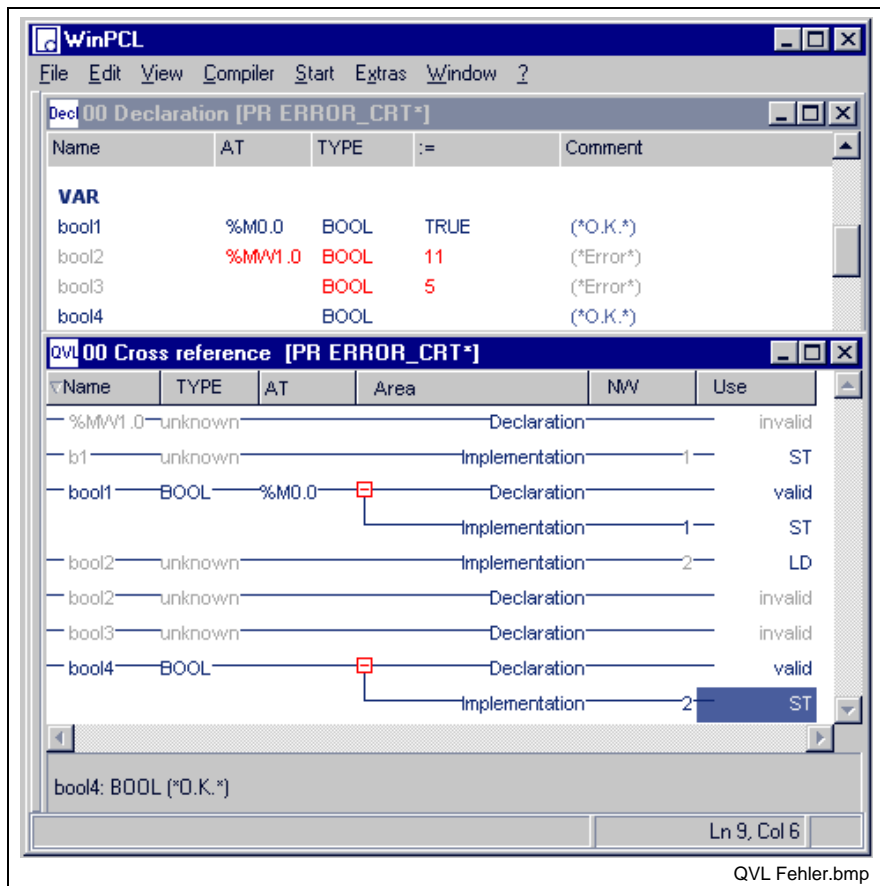 WinPCL
File Edit View Compiler Start Extras Window ?
Decl 00 Declaration [PR ERROR_CRT*]
Name AT TYPE := Comment
VAR
bool1 %M0.0 BOOL TRUE (*O.K.*)
bool2 %MW1.0 BOOL 11 (*Error*)
bool3 BOOL 5 (*Error*)
bool4 BOOL (*O.K.*)
QVL 00 Cross reference [PR ERROR_CRT*]
Name TYPE AT Area NW Use
%MW1.0 unknown Declaration invalid
b1 unknown Implementation 1 ST
bool1 BOOL %M0.0 Declaration valid
Implementation 1 ST
bool2 unknown Implementation 2 LD
bool2 unknown Declaration invalid
bool3 unknown Declaration invalid
bool4 BOOL Declaration valid
Implementation 2 ST
bool4: BOOL (*O.K.*)
Ln 9, Col 6
QVL Fehler.bmp